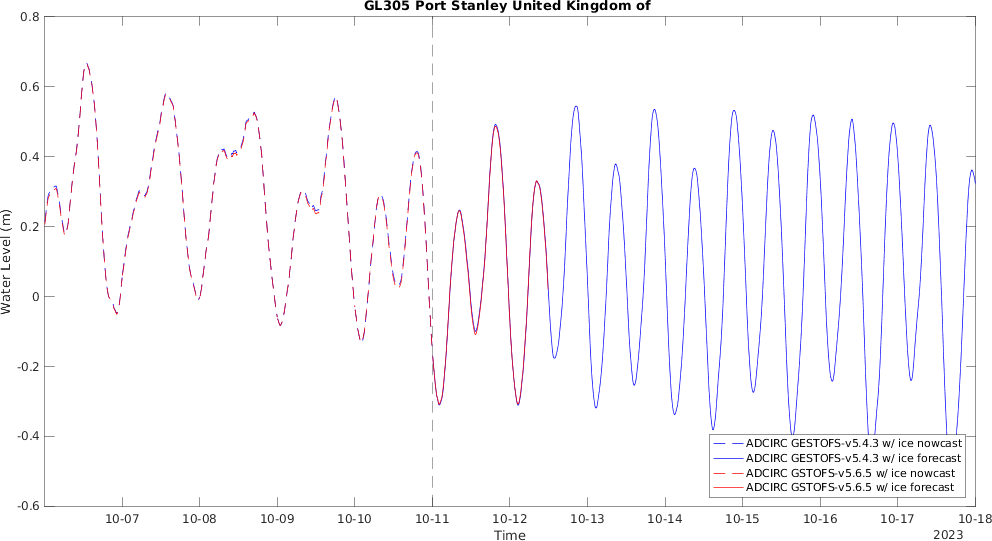 GL305 Port Stanley United Kingdom of
0.8
0.6
0.4
0.2
0
-0.2
-0.4
-0.6
Water Level (m)
ADCIRC GESTOFS-v5.4.3 w/ ice nowcast
ADCIRC GESTOFS-v5.4.3 w/ ice forecast
ADCIRC GSTOFS-v5.6.5 w/ ice nowcast
ADCIRC GSTOFS-v5.6.5 w/ ice forecast
10-07 10-08 10-09 10-10 10-11 10-12 10-13 10-14 10-15 10-16 10-17 10-18
Time
2023